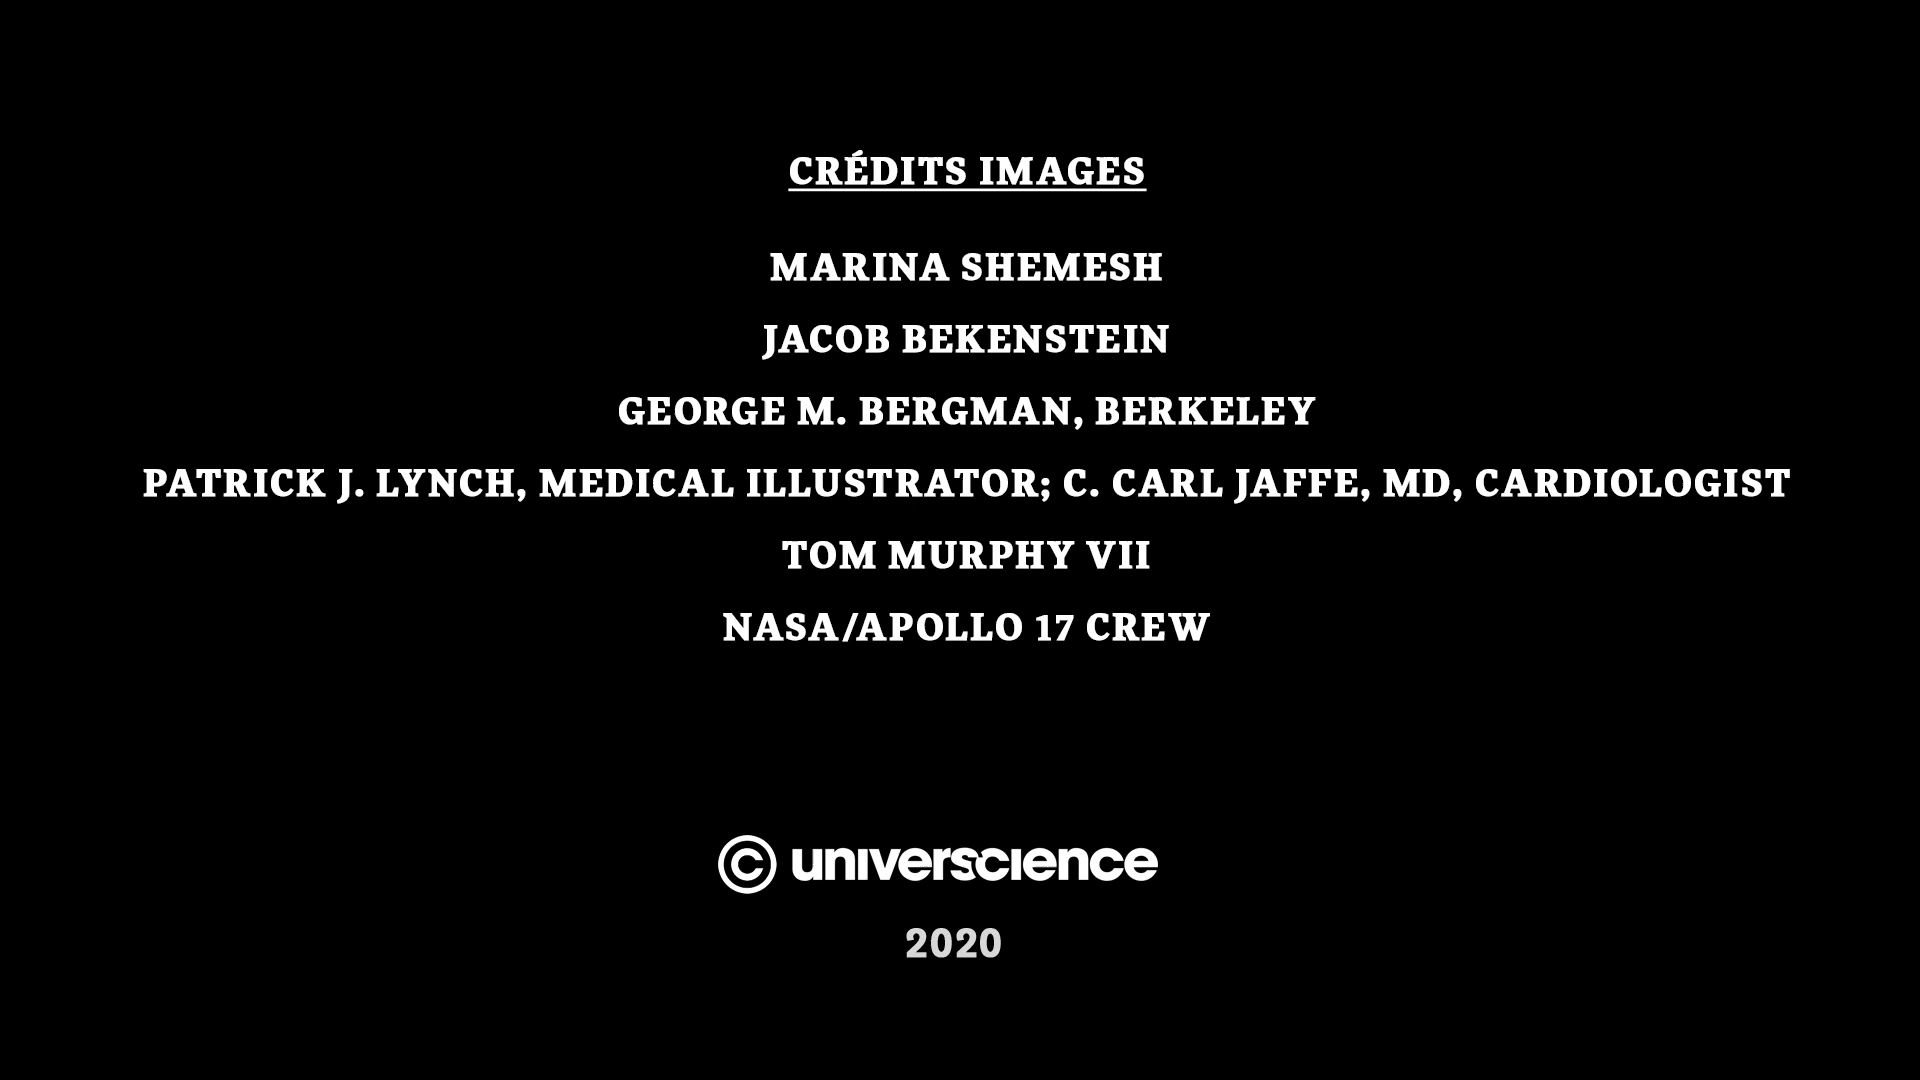 CRÉDITS IMAGES
MARINA SHEMESH
JACOB BEKENSTEIN
GEORGE M. BERGMAN, BERKELEY
PATRICK J. LYNCH, MEDICAL ILLUSTRATOR; C. CARL JAFFE, MD, CARDIOLOGIST
TOM MURPHY VII
NASA/APOLLO 17 CREW
© universcience
2020